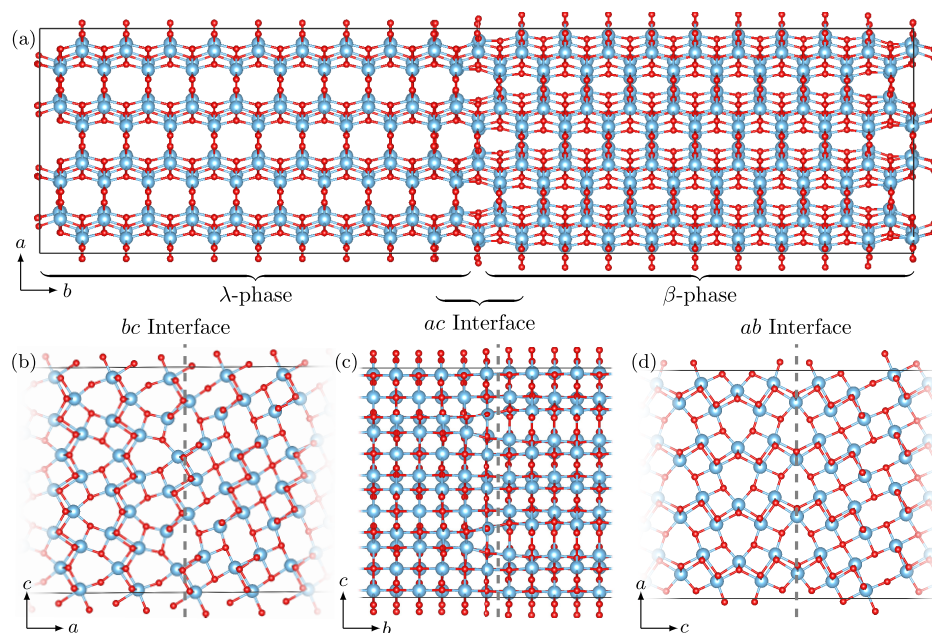 (a)
a
b
λ-phase
β-phase
ac Interface
bc Interface
ab Interface
(b)
(c)
(d)
c
a
c
b
a
c